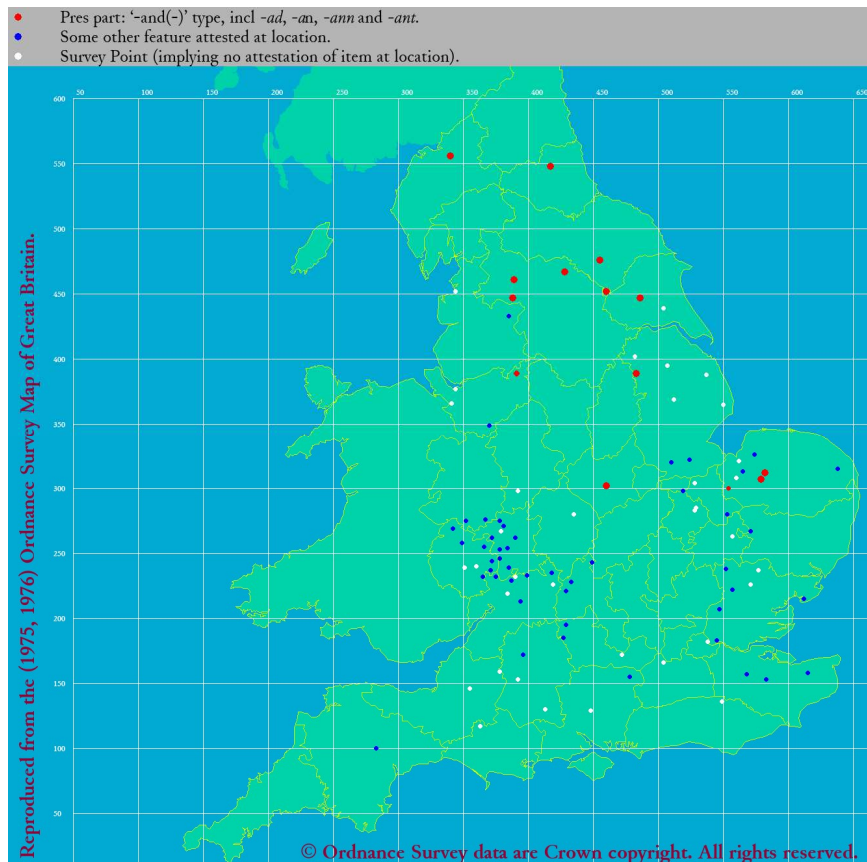 Pres part: ‘-and(-)’ type, incl -ad, -an, -ann and -ant.
Some other feature attested at location.
Survey Point (implying no attestation of item at location).
50 100 150 200 250 300 350 400 450 500 550 600 650
600
550
500
450
400
350
300
250
200
150
100
50
Reproduced from the (1975, 1976) Ordnance Survey Map of Great Britain.
© Ordnance Survey data are Crown copyright. All rights reserved.